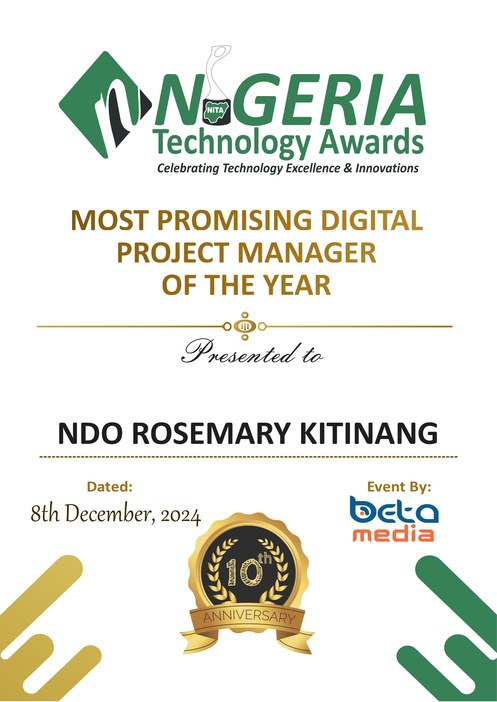 NIGERIA
NiTA
Technology Awards
Celebrating Technology Excellence & Innovations
MOST PROMISING DIGITAL
PROJECT MANAGER
OF THE YEAR
Presented to
NDO ROSEMARY KITINANG
Dated:
8th December, 2024
Event By:
beta
media
10th
ANNIVERSARY